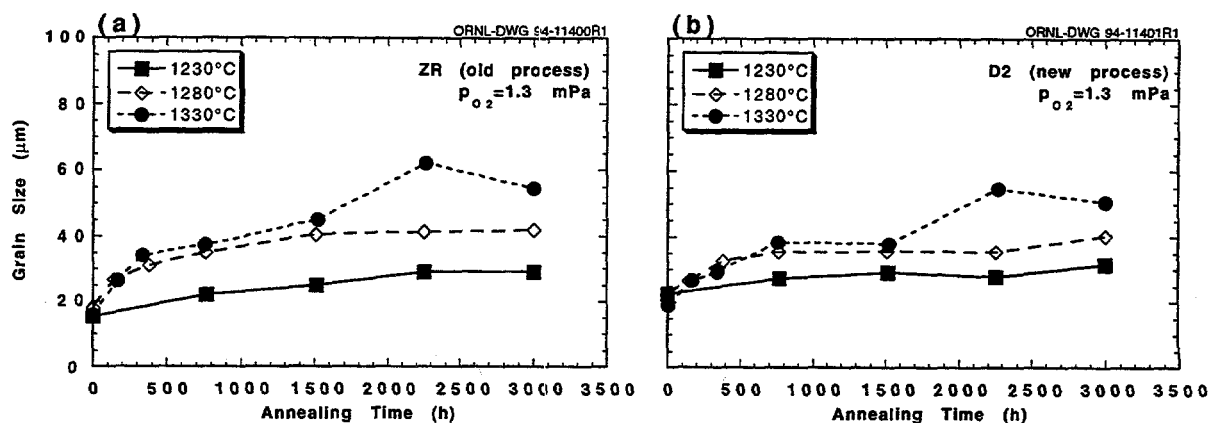 (a)
ORNL-DWG 94-11400R1
100
80
60
40
20
0
Grain Size (μm)
1230°C
1280°C
1330°C
ZR (old process)
pO2=1.3 mPa
0 500 1000 1500 2000 2500 3000 3500
Annealing Time (h)
(b)
ORNL-DWG 94-11401R1
1230°C
1280°C
1330°C
D2 (new process)
pO2=1.3 mPa
0 500 1000 1500 2000 2500 3000 3500
Annealing Time (h)